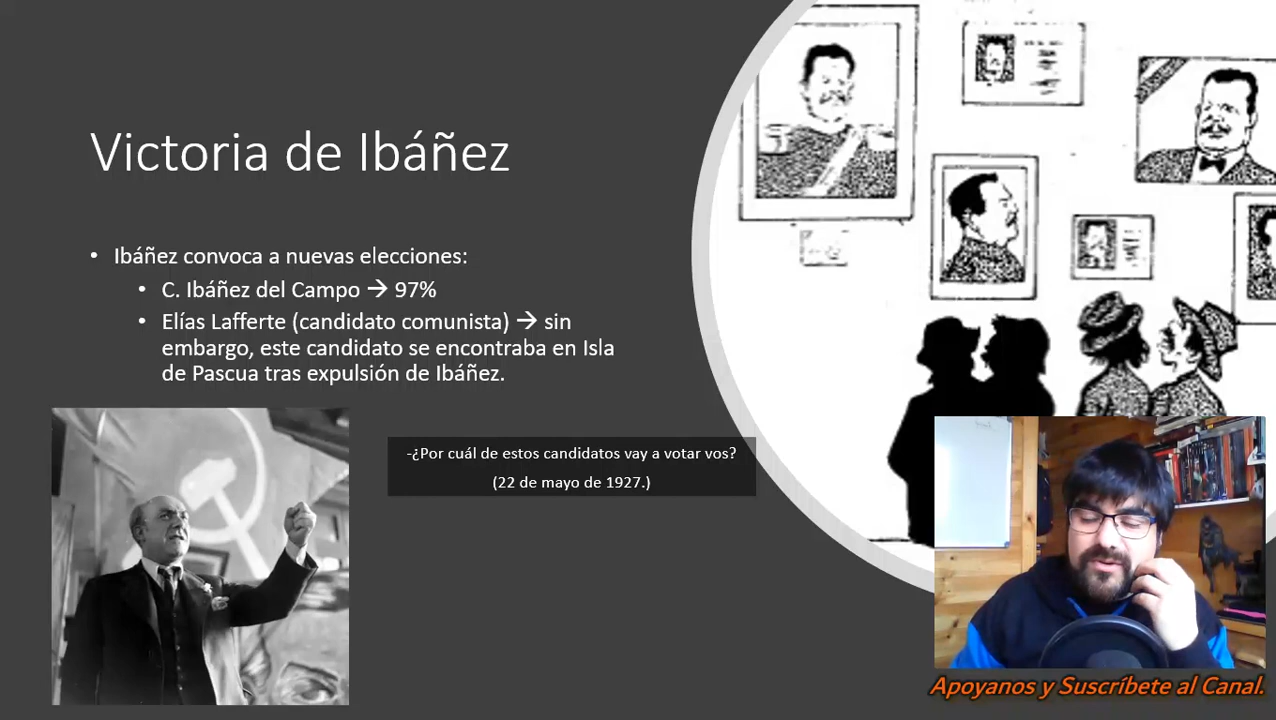 Victoria de Ibáñez
• Ibáñez convoca a nuevas elecciones:
• C. Ibáñez del Campo → 97%
• Elías Lafferte (candidato comunista) → sin
embargo, este candidato se encontraba en Isla
de Pascua tras expulsión de Ibáñez.
-¿Por cuál de estos candidatos vay a votar vos?
(22 de mayo de 1927.)
Apoyanos y Suscríbete al Canal.